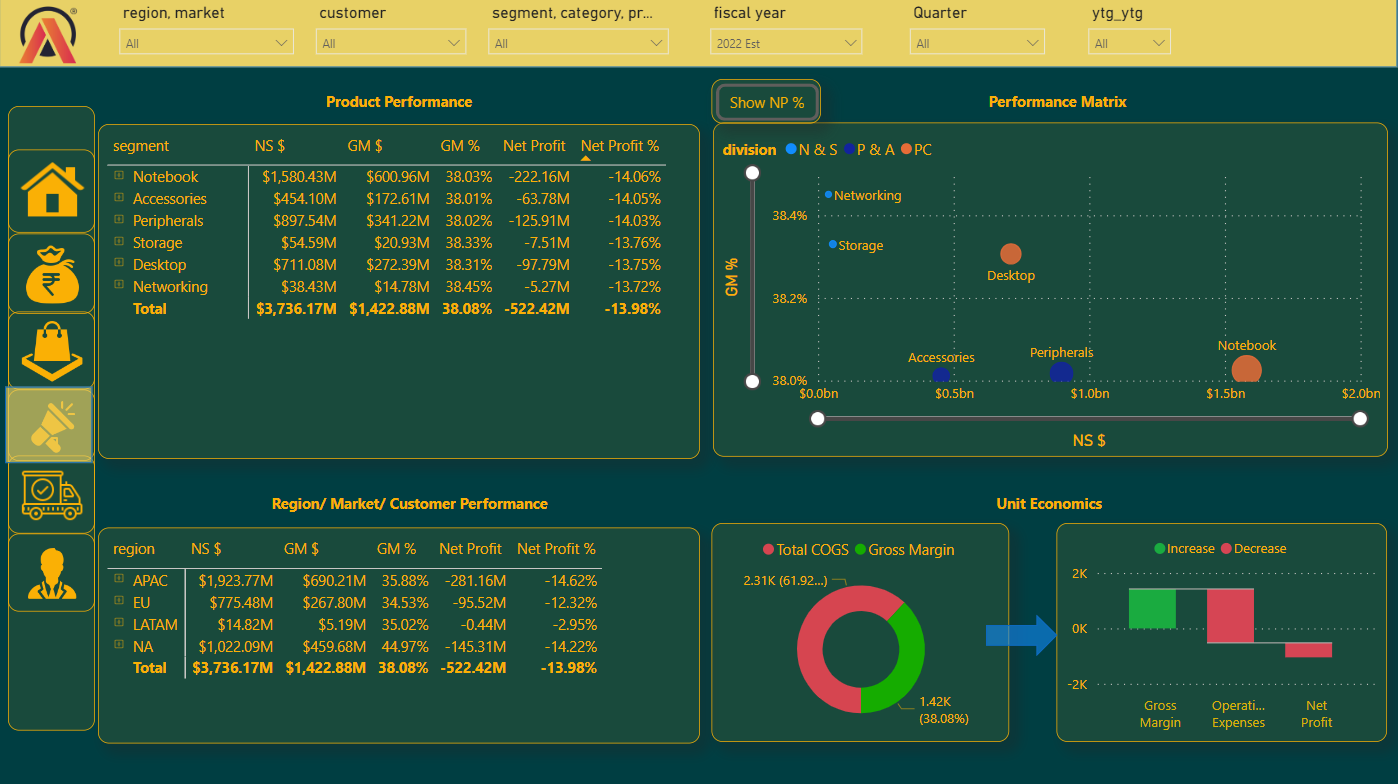 region, market customer segment, category, pr... fiscal year Quarter ytg_ytg
All All All 2022 Est All All
Product Performance
segment NS $ GM $ GM % Net Profit Net Profit %
Notebook $1,580.43M $600.96M 38.03% -222.16M -14.06%
Accessories $454.10M $172.61M 38.01% -63.78M -14.05%
Peripherals $897.54M $341.22M 38.02% -125.91M -14.03%
Storage $54.59M $20.93M 38.33% -7.51M -13.76%
Desktop $711.08M $272.39M 38.31% -97.79M -13.75%
Networking $38.43M $14.78M 38.45% -5.27M -13.72%
Total $3,736.17M $1,422.88M 38.08% -522.42M -13.98%
Show NP %
Performance Matrix
division N & S P & A PC
Networking
38.4%
Storage
Desktop
GM %
38.2%
Notebook
Peripherals
Accessories
38.0%
$0.0bn $0.5bn $1.0bn $1.5bn $2.0bn
NS $
₹
Region/ Market/ Customer Performance
region NS $ GM $ GM % Net Profit Net Profit %
APAC $1,923.77M $690.21M 35.88% -281.16M -14.62%
EU $775.48M $267.80M 34.53% -95.52M -12.32%
LATAM $14.82M $5.19M 35.02% -0.44M -2.95%
NA $1,022.09M $459.68M 44.97% -145.31M -14.22%
Total $3,736.17M $1,422.88M 38.08% -522.42M -13.98%
Unit Economics
Total COGS Gross Margin
2.31K (61.92...)
1.42K
(38.08%)
Increase Decrease
2K
0K
-2K
Gross Operati... Net
Margin Expenses Profit